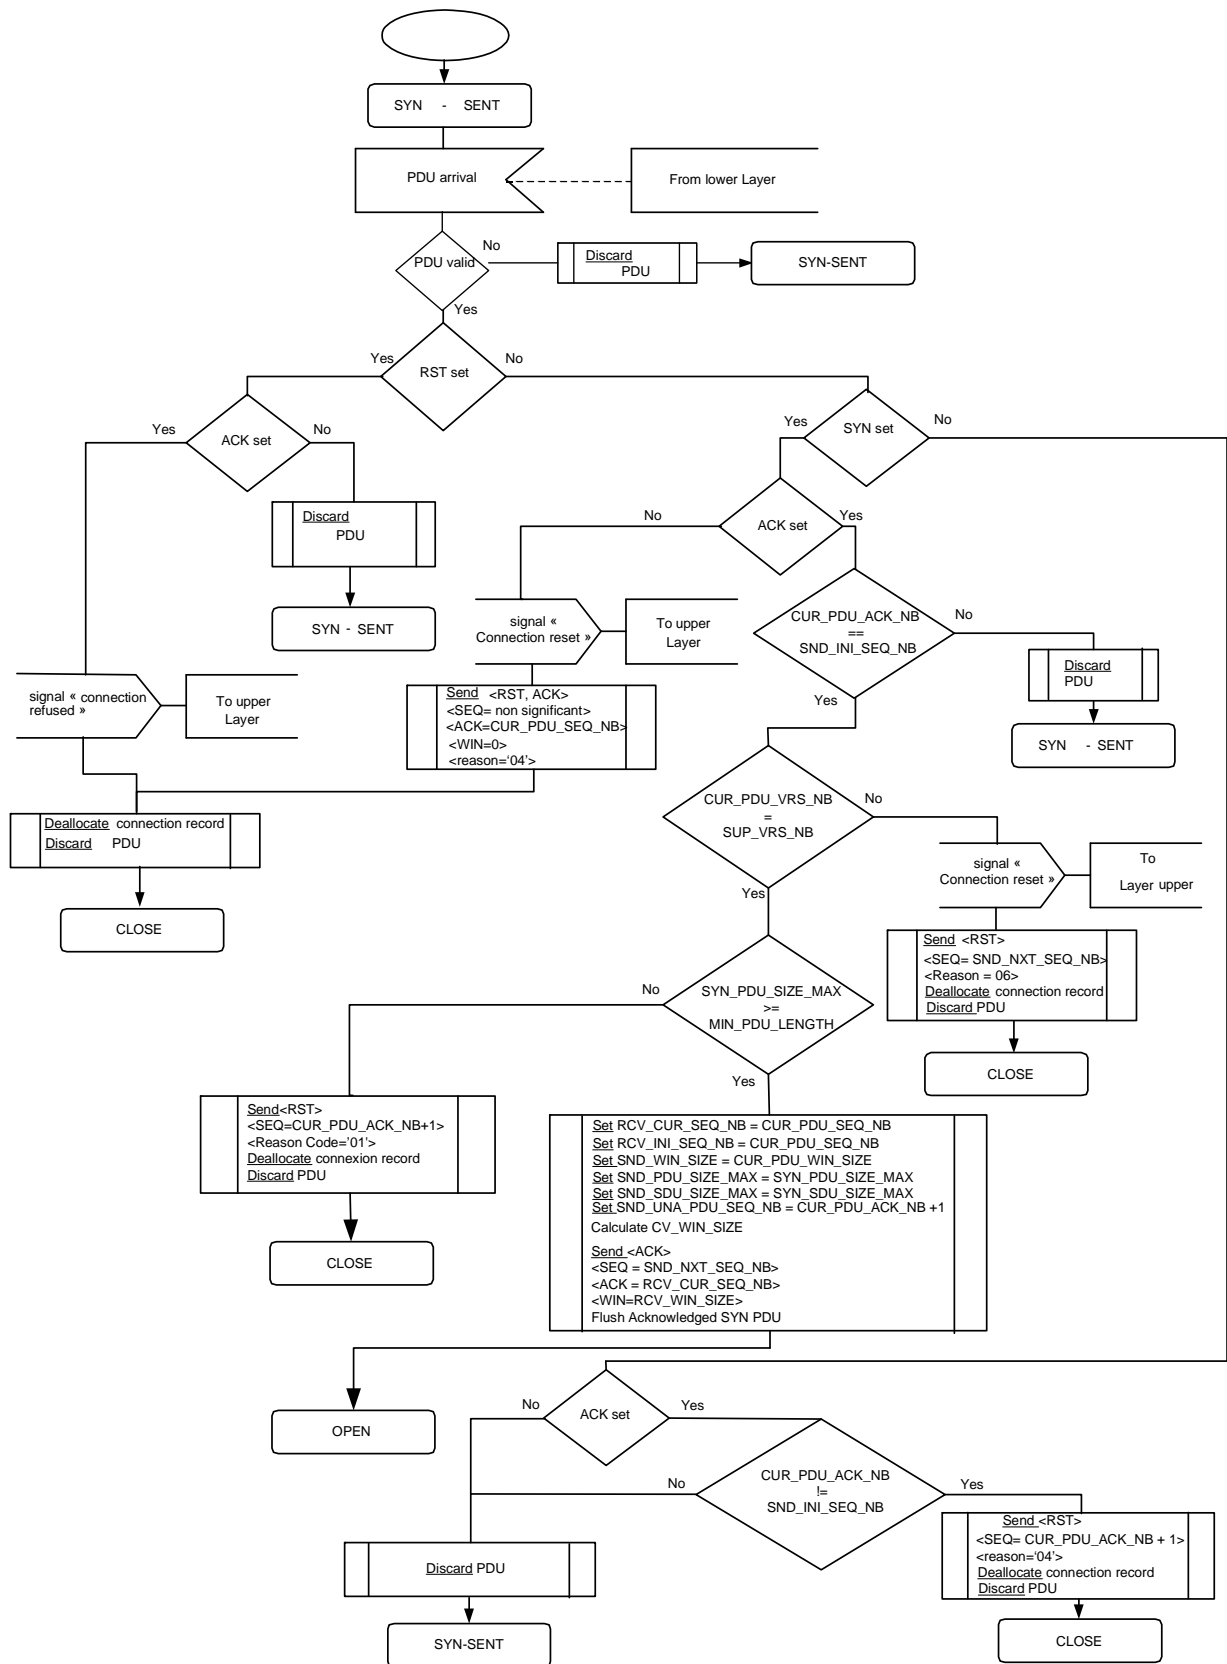 SYN - SENT
PDU arrival
From lower Layer
PDU valid
No
Discard
PDU
SYN-SENT
Yes
Yes
RST set
No
Yes
ACK set
No
Yes
SYN set
No
Discard
PDU
SYN - SENT
No
ACK set
Yes
signal «
Connection reset »
To upper
Layer
CUR_PDU_ACK_NB
==
SND_INI_SEQ_NB
No
Discard
PDU
SYN - SENT
Yes
signal « connection
refused »
To upper
Layer
Send <RST, ACK>
<SEQ= non significant>
<ACK=CUR_PDU_SEQ_NB>
<WIN=0>
<reason=‘04’>
Deallocate connection record
Discard PDU
CLOSE
CUR_PDU_VRS_NB
=
SUP_VRS_NB
No
Yes
signal «
Connection reset »
To
Layer upper
Send <RST>
<SEQ= SND_NXT_SEQ_NB>
<Reason = 06>
Deallocate connection record
Discard PDU
CLOSE
No
SYN_PDU_SIZE_MAX
>=
MIN_PDU_LENGTH
Yes
Send<RST>
<SEQ=CUR_PDU_ACK_NB+1>
<Reason Code=‘01’>
Deallocate connexion record
Discard PDU
CLOSE
Set RCV_CUR_SEQ_NB = CUR_PDU_SEQ_NB
Set RCV_INI_SEQ_NB = CUR_PDU_SEQ_NB
Set SND_WIN_SIZE = CUR_PDU_WIN_SIZE
Set SND_PDU_SIZE_MAX = SYN_PDU_SIZE_MAX
Set SND_SDU_SIZE_MAX = SYN_SDU_SIZE_MAX
Set SND_UNA_PDU_SEQ_NB = CUR_PDU_ACK_NB +1
Calculate CV_WIN_SIZE
Send <ACK>
<SEQ = SND_NXT_SEQ_NB>
<ACK = RCV_CUR_SEQ_NB>
<WIN=RCV_WIN_SIZE>
Flush Acknowledged SYN PDU
OPEN
No
ACK set
Yes
No
CUR_PDU_ACK_NB
!=
SND_INI_SEQ_NB
Yes
Discard PDU
SYN-SENT
Send <RST>
<SEQ= CUR_PDU_ACK_NB + 1>
<reason=‘04’>
Deallocate connection record
Discard PDU
CLOSE